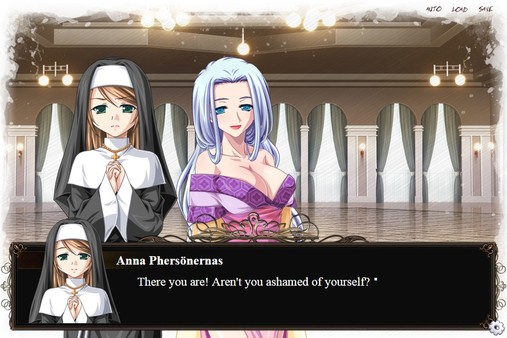 AUTO LOAD SAVE
Anna Phersönernas
There you are! Aren't you ashamed of yourself? "